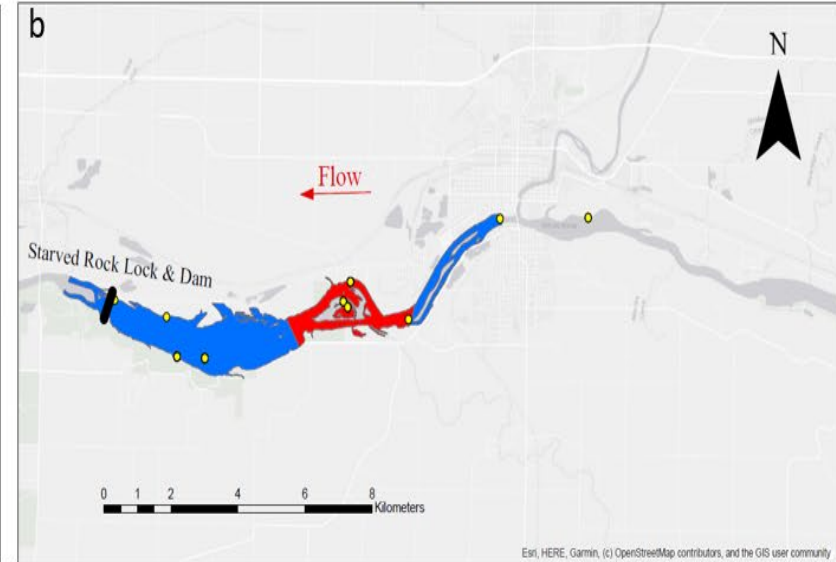 b
N
Flow
Starved Rock Lock & Dam
0 1 2 4 6 8
Kilometers
Esri, HERE, Garmin, (c) OpenStreetMap contributors, and the GIS user community